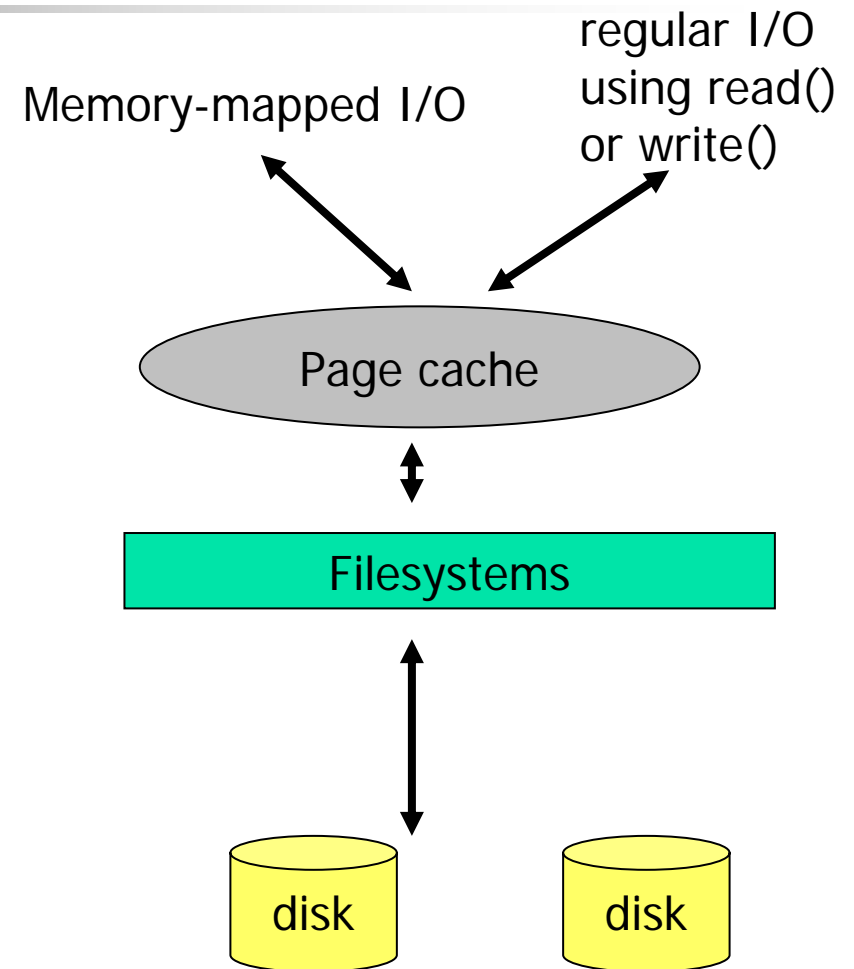 Memory-mapped I/O
regular I/O
using read()
or write()
Page cache
Filesystems
disk
disk